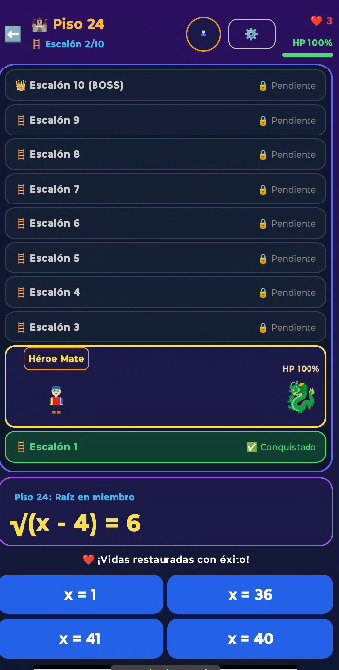 Piso 24
Escalón 2/10
3
HP 100%
Escalón 10 (BOSS) Pendiente
Escalón 9 Pendiente
Escalón 8 Pendiente
Escalón 7 Pendiente
Escalón 6 Pendiente
Escalón 5 Pendiente
Escalón 4 Pendiente
Escalón 3 Pendiente
Héroe Mate
HP 100%
Escalón 1 Conquistado
Piso 24: Raíz en miembro
√(x - 4) = 6
¡Vidas restauradas con éxito!
x = 1
x = 36
x = 41
x = 40